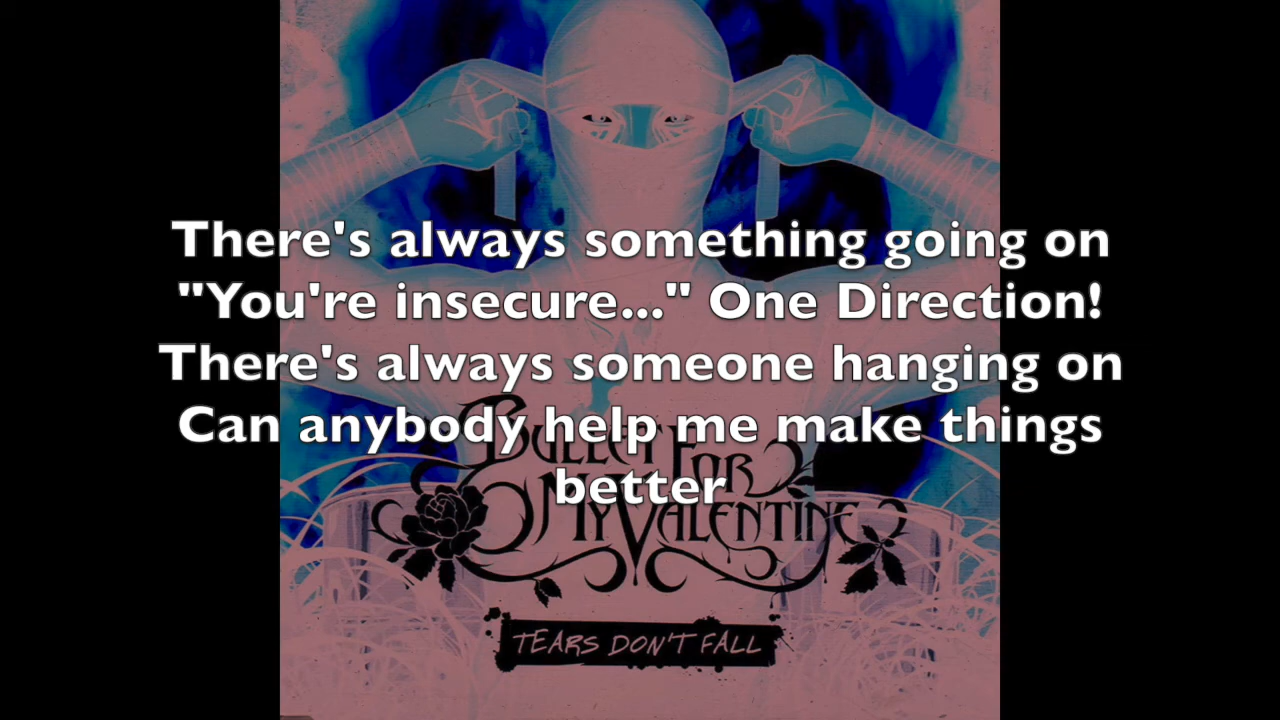 There's always something going on
"You're insecure..." One Direction!
There's always someone hanging on
Can anybody help me make things
better
Bullet For
My Valentine
TEARS DON'T FALL